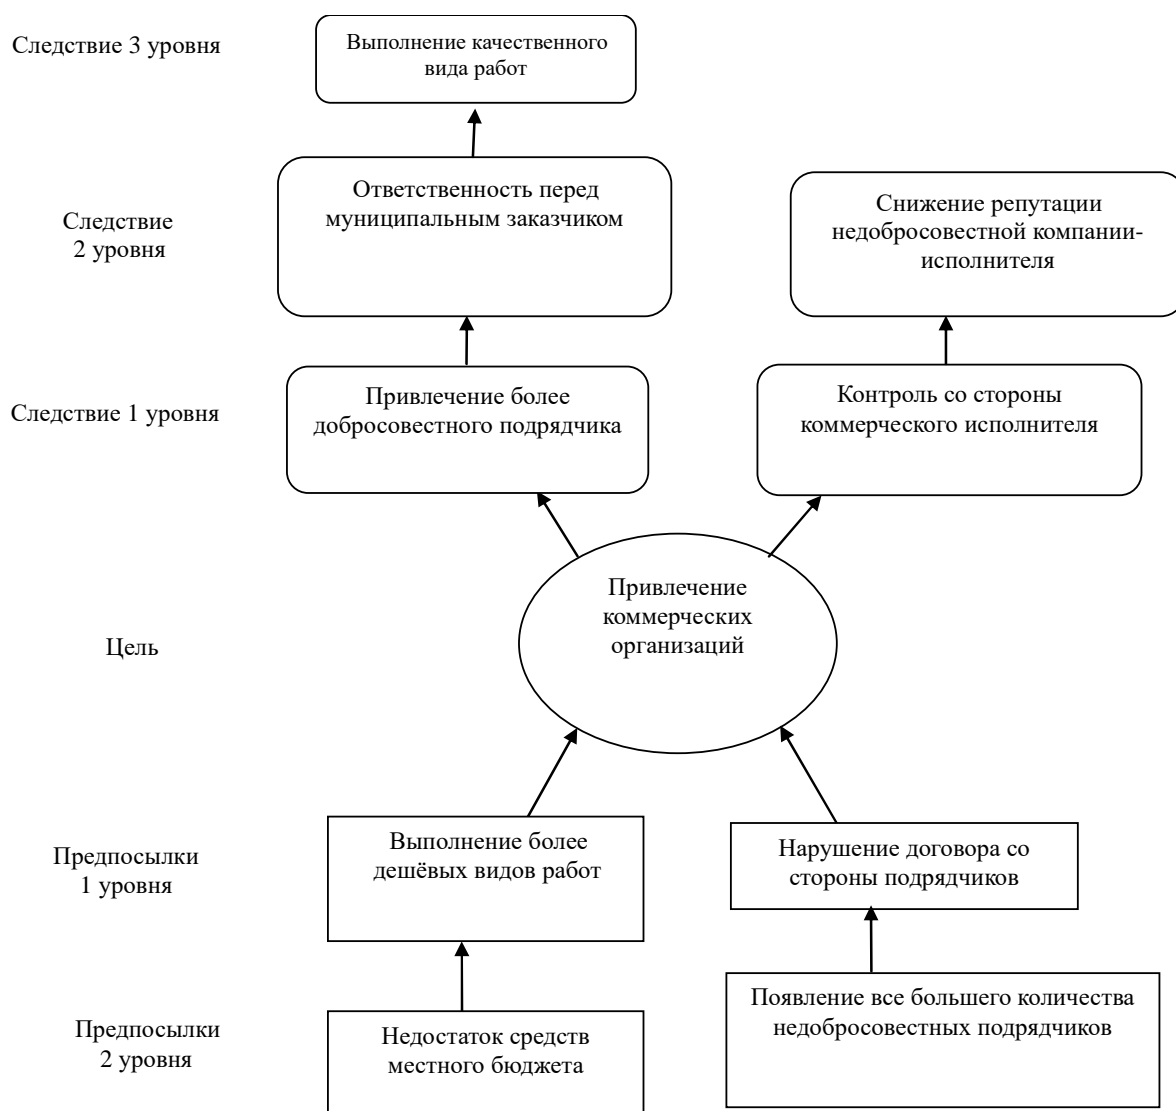 Следствие 3 уровня
Выполнение качественного
вида работ
Следствие
2 уровня
Ответственность перед
муниципальным заказчиком
Снижение репутации
недобросовестной компании-
исполнителя
Следствие 1 уровня
Привлечение более
добросовестного подрядчика
Контроль со стороны
коммерческого исполнителя
Цель
Привлечение
коммерческих
организаций
Предпосылки
1 уровня
Выполнение более
дешёвых видов работ
Нарушение договора со
стороны подрядчиков
Предпосылки
2 уровня
Недостаток средств
местного бюджета
Появление все большего количества
недобросовестных подрядчиков